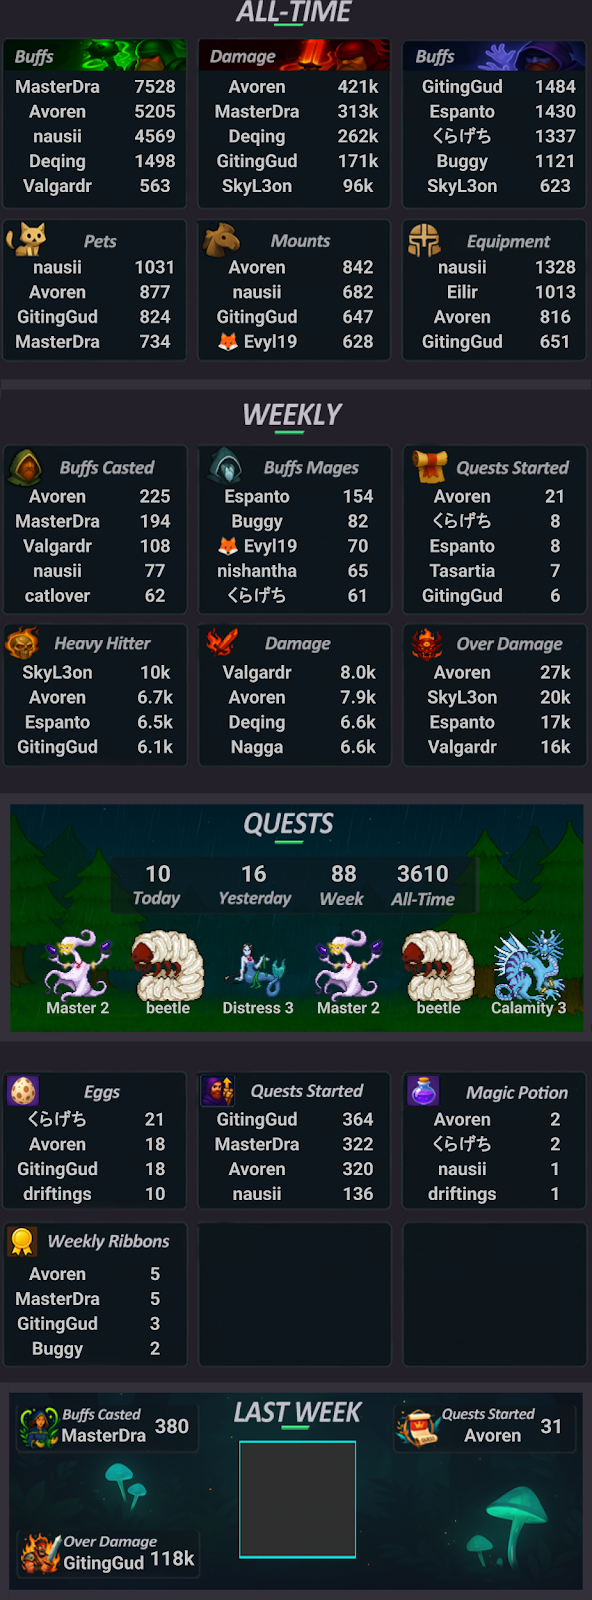 ALL-TIME
Buffs
MasterDra 7528
Avoren 5205
nausii 4569
Deqing 1498
Valgardr 563
Damage
Avoren 421k
MasterDra 313k
Deqing 262k
GitingGud 171k
SkyL3on 96k
Buffs
GitingGud 1484
Espanto 1430
くらげち 1337
Buggy 1121
SkyL3on 623
Pets
nausii 1031
Avoren 877
GitingGud 824
MasterDra 734
Mounts
Avoren 842
nausii 682
GitingGud 647
🦊 Evyl19 628
Equipment
nausii 1328
Eilir 1013
Avoren 816
GitingGud 651
WEEKLY
Buffs Casted
Avoren 225
MasterDra 194
Valgardr 108
nausii 77
catlover 62
Buffs Mages
Espanto 154
Buggy 82
🦊 Evyl19 70
nishantha 65
くらげち 61
Quests Started
Avoren 21
くらげち 8
Espanto 8
Tasartia 7
GitingGud 6
Heavy Hitter
SkyL3on 10k
Avoren 6.7k
Espanto 6.5k
GitingGud 6.1k
Damage
Valgardr 8.0k
Avoren 7.9k
Deqing 6.6k
Nagga 6.6k
Over Damage
Avoren 27k
SkyL3on 20k
Espanto 17k
Valgardr 16k
QUESTS
10 16 88 3610
Today Yesterday Week All-Time
Master 2 beetle Distress 3 Master 2 beetle Calamity 3
Eggs
くらげち 21
Avoren 18
GitingGud 18
driftings 10
Quests Started
GitingGud 364
MasterDra 322
Avoren 320
nausii 136
Magic Potion
Avoren 2
くらげち 2
nausii 1
driftings 1
Weekly Ribbons
Avoren 5
MasterDra 5
GitingGud 3
Buggy 2
LAST WEEK
Buffs Casted
MasterDra 380
Quests Started
Avoren 31
Over Damage
GitingGud 118k